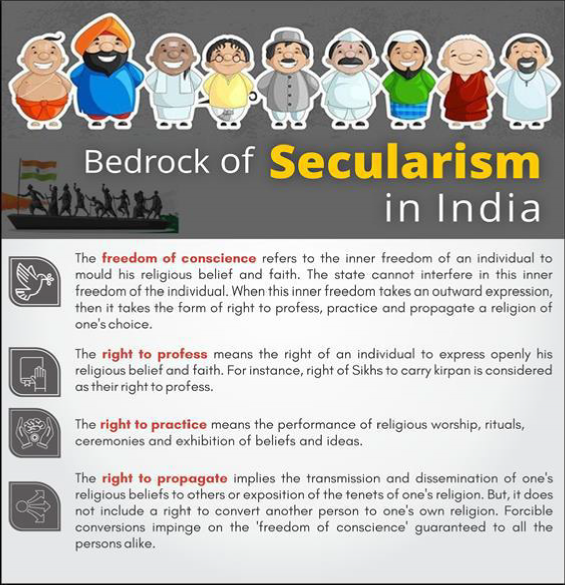 Bedrock of Secularism
in India
The freedom of conscience refers to the inner freedom of an individual to
mould his religious belief and faith. The state cannot interfere in this inner
freedom of the individual. When this inner freedom takes an outward expression,
then it takes the form of right to profess, practice and propagate a religion of
one's choice.
The right to profess means the right of an individual to express openly his
religious belief and faith. For instance, right of Sikhs to carry kirpan is considered
as their right to profess.
The right to practice means the performance of religious worship, rituals,
ceremonies and exhibition of beliefs and ideas.
The right to propagate implies the transmission and dissemination of one's
religious beliefs to others or exposition of the tenets of one's religion. But, it does
not include a right to convert another person to one's own religion. Forcible
conversions impinge on the 'freedom of conscience' guaranteed to all the
persons alike.